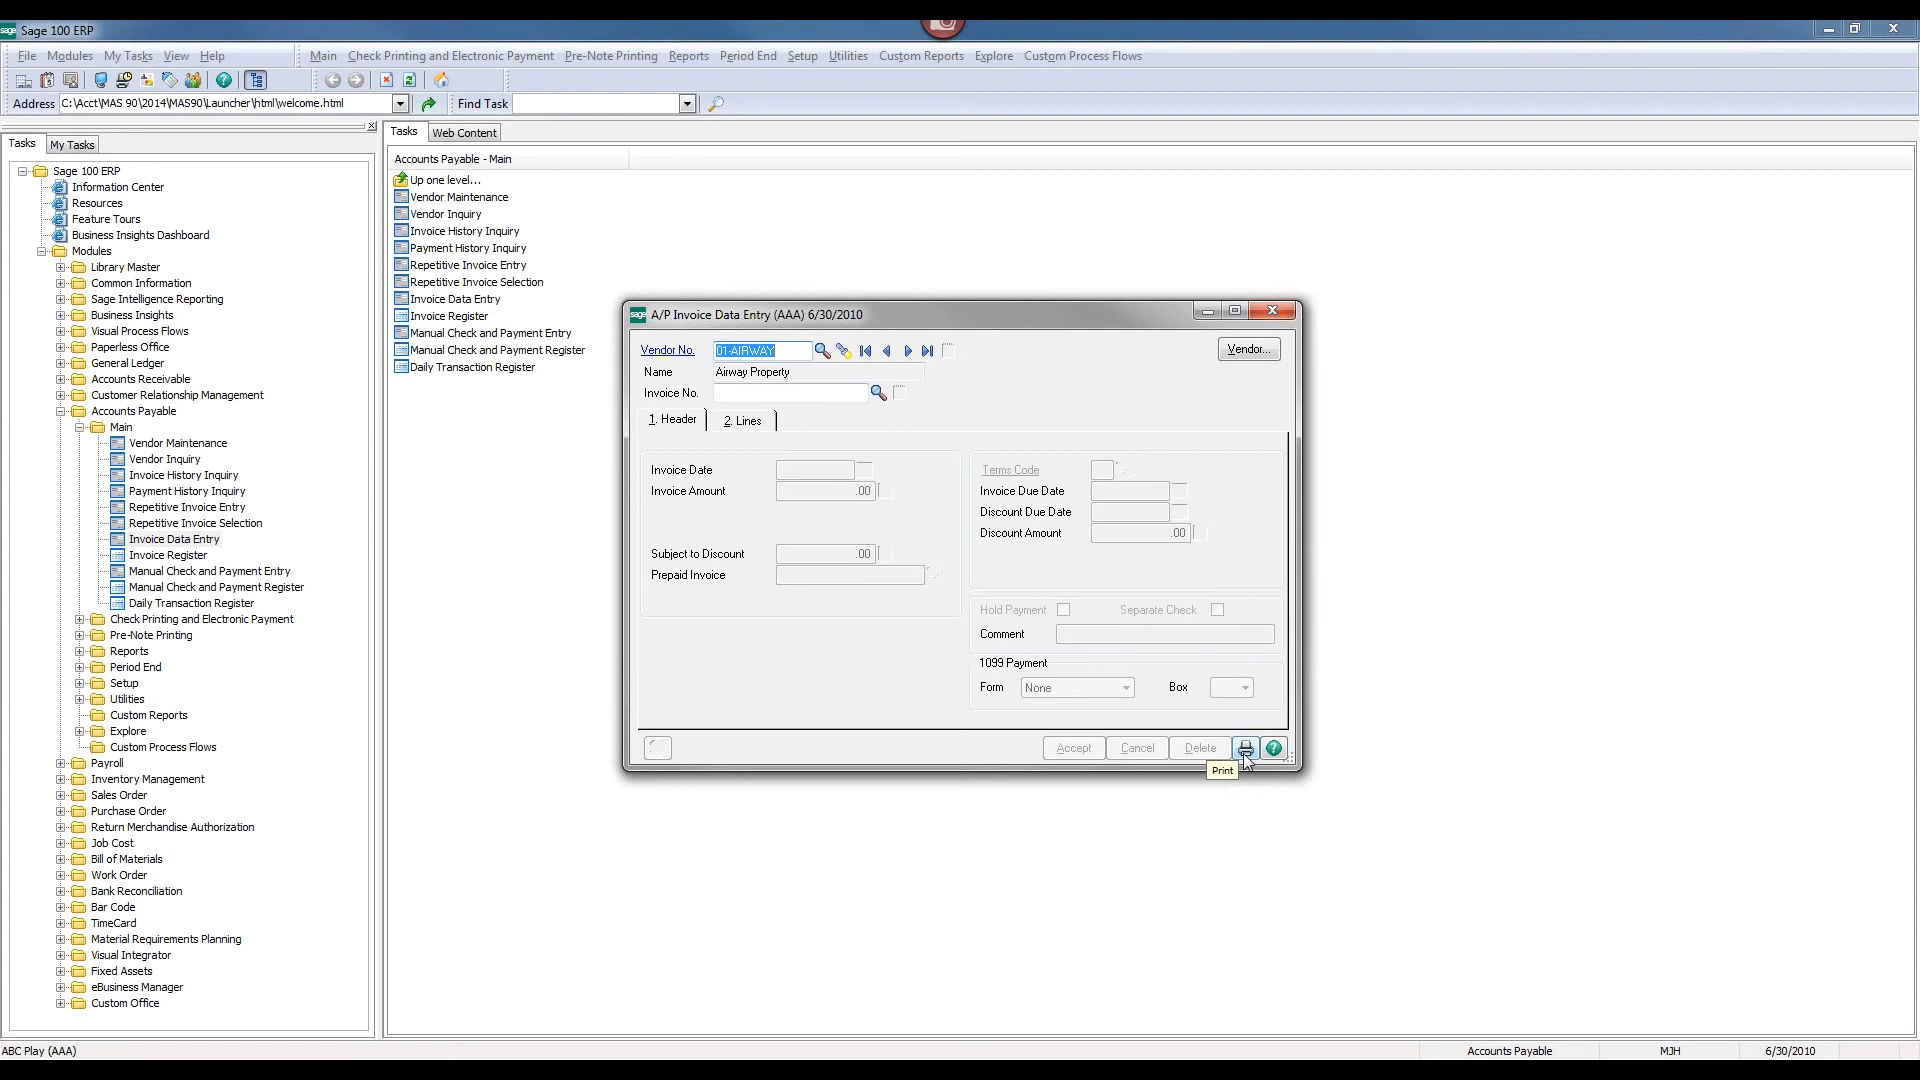 sage Sage 100 ERP
File Modules My Tasks View Help Main Check Printing and Electronic Payment Pre-Note Printing Reports Period End Setup Utilities Custom Reports Explore Custom Process Flows
Address C:\Acct\MAS 90\2014\MAS90\Launcher\html\welcome.html Find Task
Tasks My Tasks
Sage 100 ERP
Information Center
Resources
Feature Tours
Business Insights Dashboard
Modules
Library Master
Common Information
Sage Intelligence Reporting
Business Insights
Visual Process Flows
Paperless Office
General Ledger
Accounts Receivable
Customer Relationship Management
Accounts Payable
Main
Vendor Maintenance
Vendor Inquiry
Invoice History Inquiry
Payment History Inquiry
Repetitive Invoice Entry
Repetitive Invoice Selection
Invoice Data Entry
Invoice Register
Manual Check and Payment Entry
Manual Check and Payment Register
Daily Transaction Register
Check Printing and Electronic Payment
Pre-Note Printing
Reports
Period End
Setup
Utilities
Custom Reports
Explore
Custom Process Flows
Payroll
Inventory Management
Sales Order
Purchase Order
Return Merchandise Authorization
Job Cost
Bill of Materials
Work Order
Bank Reconciliation
Bar Code
TimeCard
Material Requirements Planning
Visual Integrator
Fixed Assets
eBusiness Manager
Custom Office
Tasks Web Content
Accounts Payable - Main
Up one level...
Vendor Maintenance
Vendor Inquiry
Invoice History Inquiry
Payment History Inquiry
Repetitive Invoice Entry
Repetitive Invoice Selection
Invoice Data Entry
Invoice Register
Manual Check and Payment Entry
Manual Check and Payment Register
Daily Transaction Register
sage A/P Invoice Data Entry (AAA) 6/30/2010
Vendor No. 01-AIRWAY Vendor...
Name Airway Property
Invoice No.
1. Header 2. Lines
Invoice Date
Invoice Amount .00
Subject to Discount .00
Prepaid Invoice
Terms Code
Invoice Due Date
Discount Due Date
Discount Amount .00
Hold Payment Separate Check
Comment
1099 Payment
Form None Box
Accept Cancel Delete
Print
ABC Play (AAA) Accounts Payable MJH 6/30/2010